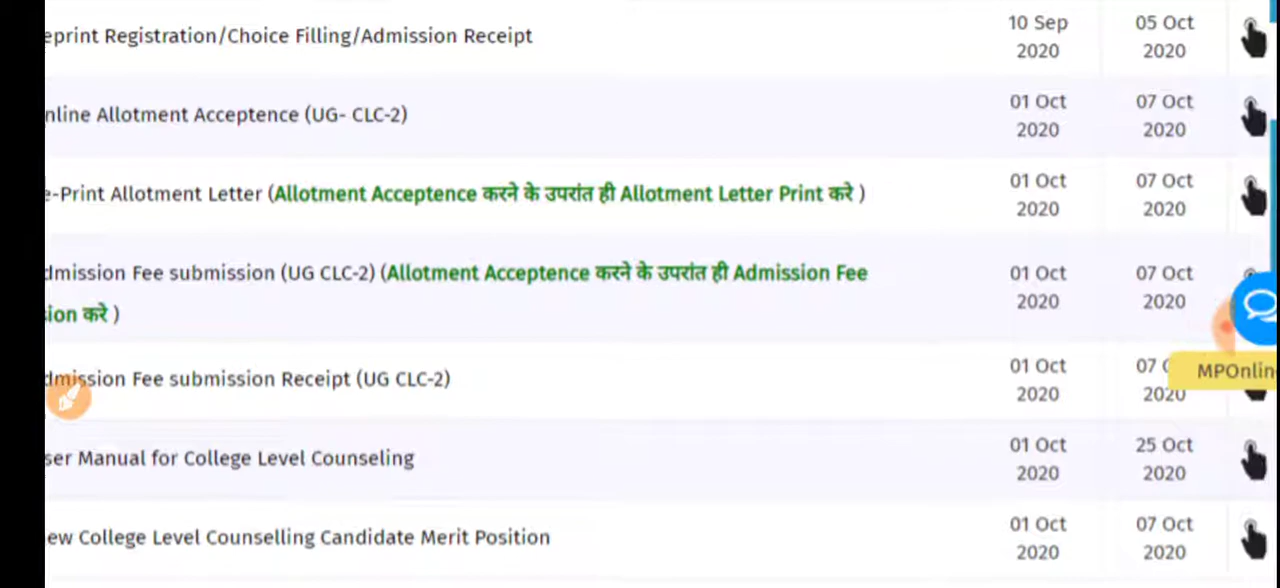 eprint Registration/Choice Filling/Admission Receipt 10 Sep 2020 05 Oct 2020
nline Allotment Acceptence (UG- CLC-2) 01 Oct 2020 07 Oct 2020
e-Print Allotment Letter (Allotment Acceptence करने के उपरांत ही Allotment Letter Print करे ) 01 Oct 2020 07 Oct 2020
dmission Fee submission (UG CLC-2) (Allotment Acceptence करने के उपरांत ही Admission Fee 01 Oct 2020 07 Oct 2020
ion करे )
dmission Fee submission Receipt (UG CLC-2) 01 Oct 2020 07 2020
MPOnlin
ser Manual for College Level Counseling 01 Oct 2020 25 Oct 2020
ew College Level Counselling Candidate Merit Position 01 Oct 2020 07 Oct 2020